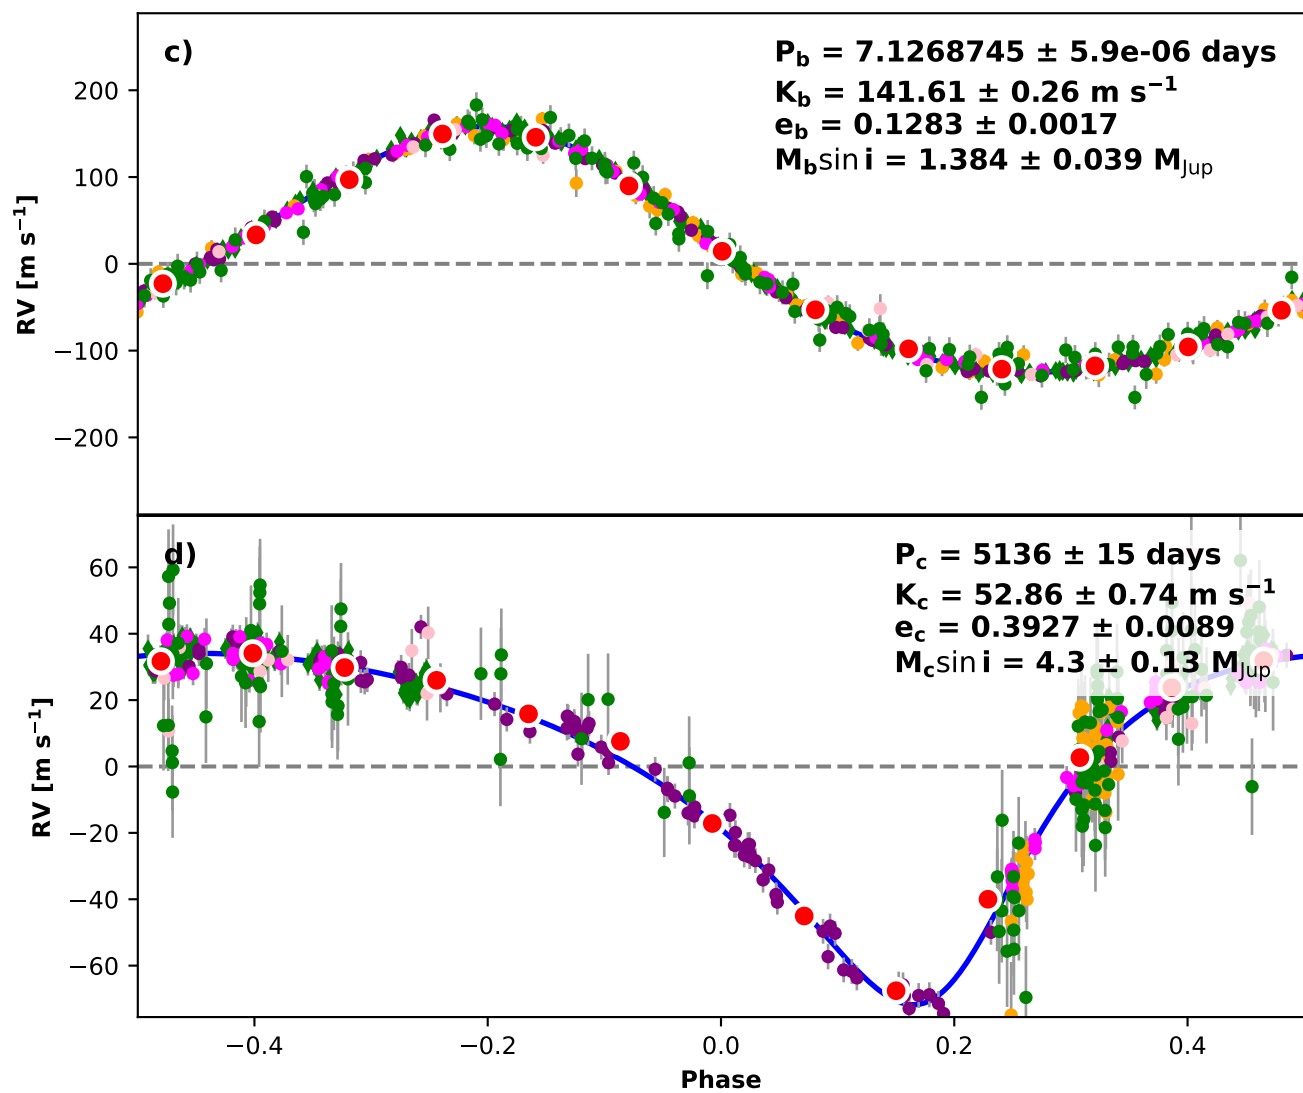 c)
P_b = 7.1268745 ± 5.9e-06 days
K_b = 141.61 ± 0.26 m s⁻¹
e_b = 0.1283 ± 0.0017
M_b sin i = 1.384 ± 0.039 M_Jup
200
100
0
−100
−200
RV [m s⁻¹]
d)
P_c = 5136 ± 15 days
K_c = 52.86 ± 0.74 m s⁻¹
e_c = 0.3927 ± 0.0089
M_c sin i = 4.3 ± 0.13 M_Jup
60
40
20
0
−20
−40
−60
RV [m s⁻¹]
−0.4 −0.2 0.0 0.2 0.4
Phase